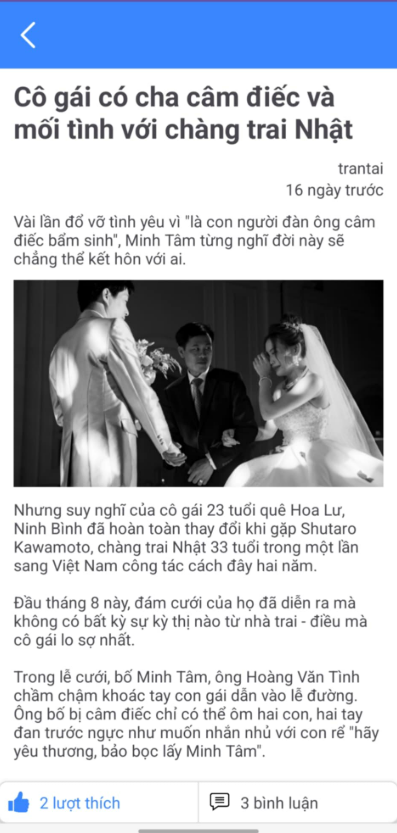 Cô gái có cha câm điếc và
mối tình với chàng trai Nhật
trantai
16 ngày trước
Vài lần đổ vỡ tình yêu vì "là con người đàn ông câm
điếc bẩm sinh", Minh Tâm từng nghĩ đời này sẽ
chẳng thể kết hôn với ai.
Nhưng suy nghĩ của cô gái 23 tuổi quê Hoa Lư,
Ninh Bình đã hoàn toàn thay đổi khi gặp Shutaro
Kawamoto, chàng trai Nhật 33 tuổi trong một lần
sang Việt Nam công tác cách đây hai năm.
Đầu tháng 8 này, đám cưới của họ đã diễn ra mà
không có bất kỳ sự kỳ thị nào từ nhà trai - điều mà
cô gái lo sợ nhất.
Trong lễ cưới, bố Minh Tâm, ông Hoàng Văn Tình
chầm chậm khoác tay con gái dẫn vào lễ đường.
Ông bố bị câm điếc chỉ có thể ôm hai con, hai tay
đan trước ngực như muốn nhắn nhủ với con rể "hãy
yêu thương, bảo bọc lấy Minh Tâm".
2 lượt thích
3 bình luận